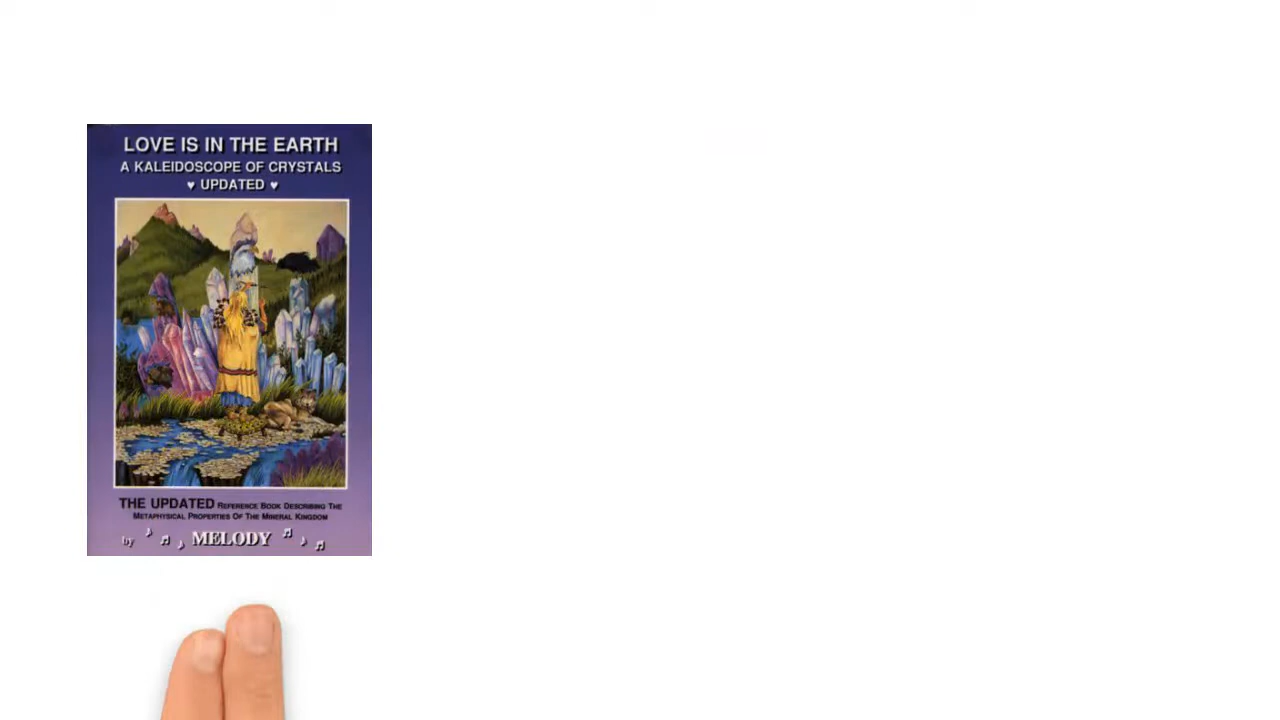 LOVE IS IN THE EARTH
A KALEIDOSCOPE OF CRYSTALS
♥ UPDATED ♥
THE UPDATED REFERENCE BOOK DESCRIBING THE
METAPHYSICAL PROPERTIES OF THE MINERAL KINGDOM
by MELODY